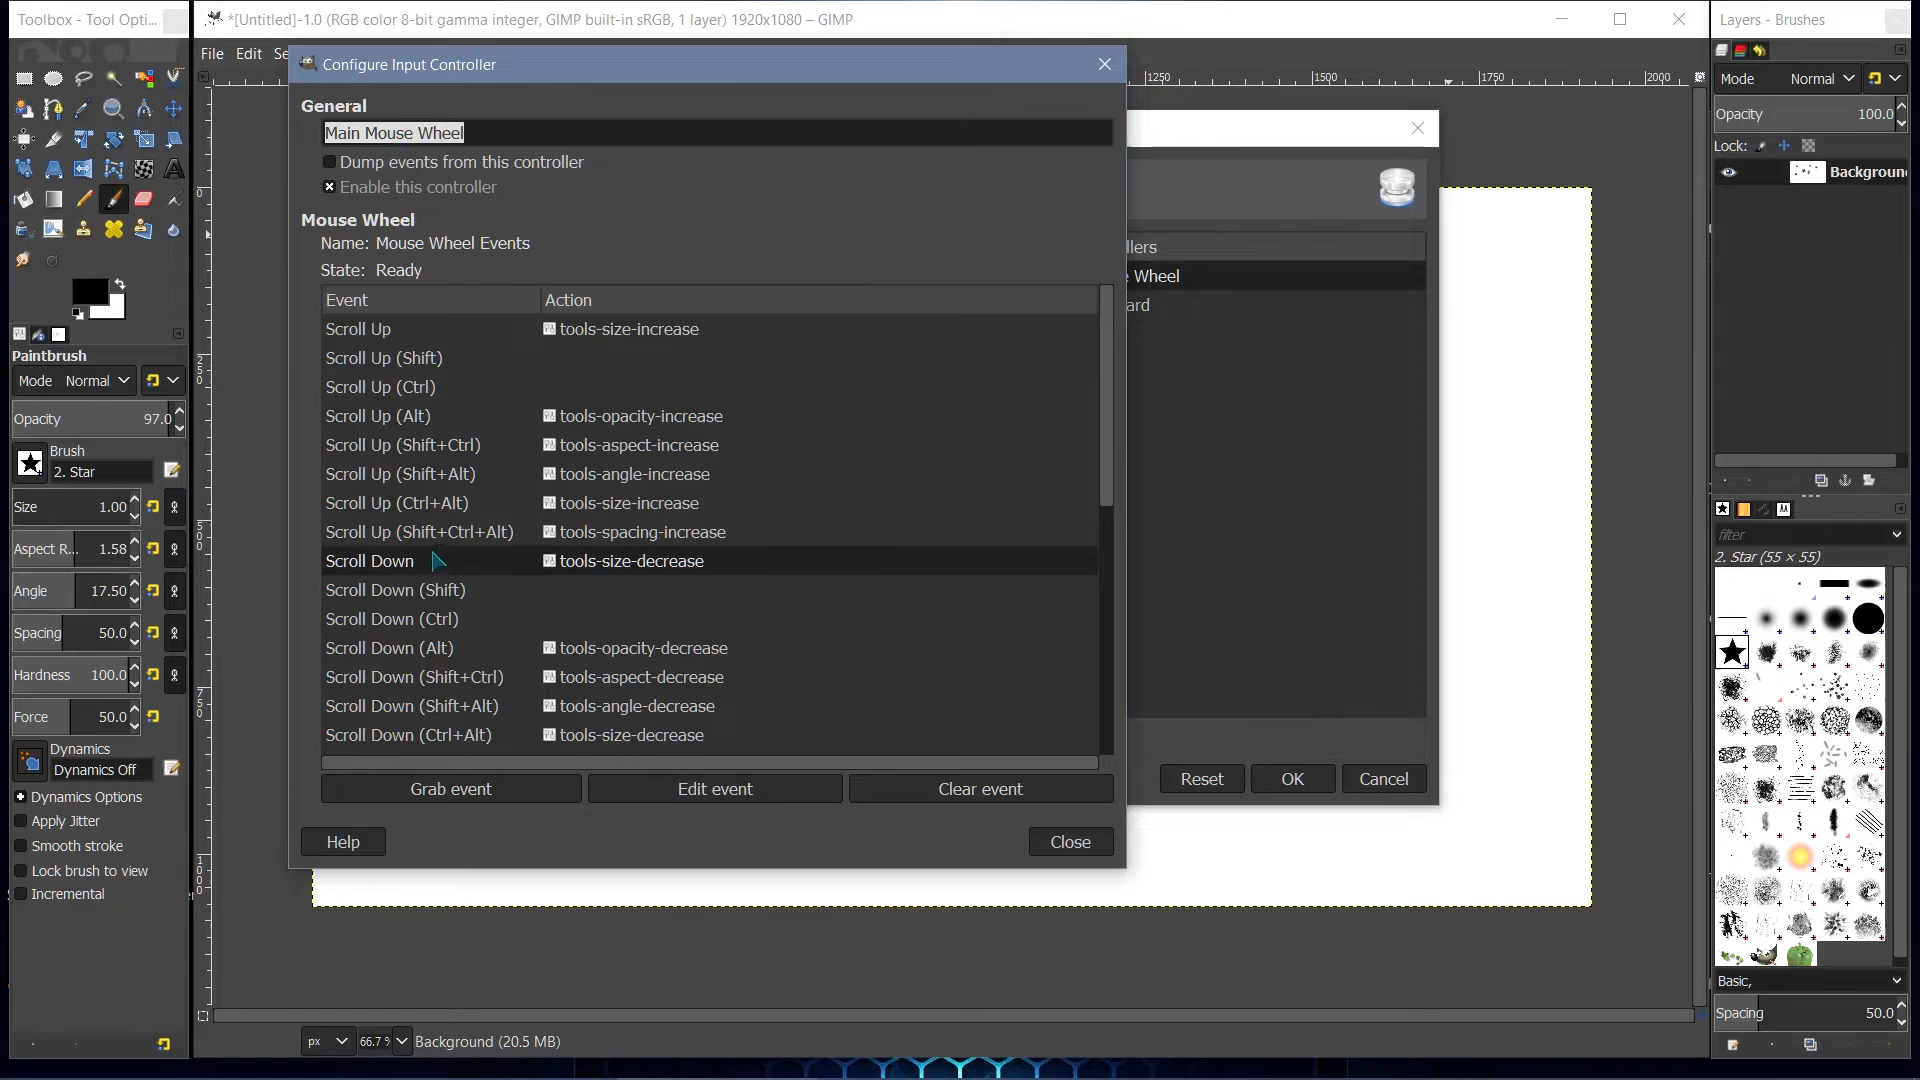 Toolbox - Tool Opti...
*[Untitled]-1.0 (RGB color 8-bit gamma integer, GIMP built-in sRGB, 1 layer) 1920x1080 – GIMP
Layers - Brushes
File Edit Se
Configure Input Controller
General
Main Mouse Wheel
Dump events from this controller
Enable this controller
Mouse Wheel
Name: Mouse Wheel Events
State: Ready
Event Action
Scroll Up tools-size-increase
Scroll Up (Shift)
Scroll Up (Ctrl)
Scroll Up (Alt) tools-opacity-increase
Scroll Up (Shift+Ctrl) tools-aspect-increase
Scroll Up (Shift+Alt) tools-angle-increase
Scroll Up (Ctrl+Alt) tools-size-increase
Scroll Up (Shift+Ctrl+Alt) tools-spacing-increase
Scroll Down tools-size-decrease
Scroll Down (Shift)
Scroll Down (Ctrl)
Scroll Down (Alt) tools-opacity-decrease
Scroll Down (Shift+Ctrl) tools-aspect-decrease
Scroll Down (Shift+Alt) tools-angle-decrease
Scroll Down (Ctrl+Alt) tools-size-decrease
Grab event Edit event Clear event
Help Close
llers
e Wheel
ard
Reset OK Cancel
1250 1500 1750 2000
0
250
500
750
1000
Paintbrush
Mode Normal
Opacity 97.0
Brush
2. Star
Size 1.00
Aspect R... 1.58
Angle 17.50
Spacing 50.0
Hardness 100.0
Force 50.0
Dynamics
Dynamics Off
Dynamics Options
Apply Jitter
Smooth stroke
Lock brush to view
Incremental
px 66.7 % Background (20.5 MB)
Mode Normal
Opacity 100.0
Lock:
Backgroun
filter
2. Star (55 × 55)
Basic,
Spacing 50.0